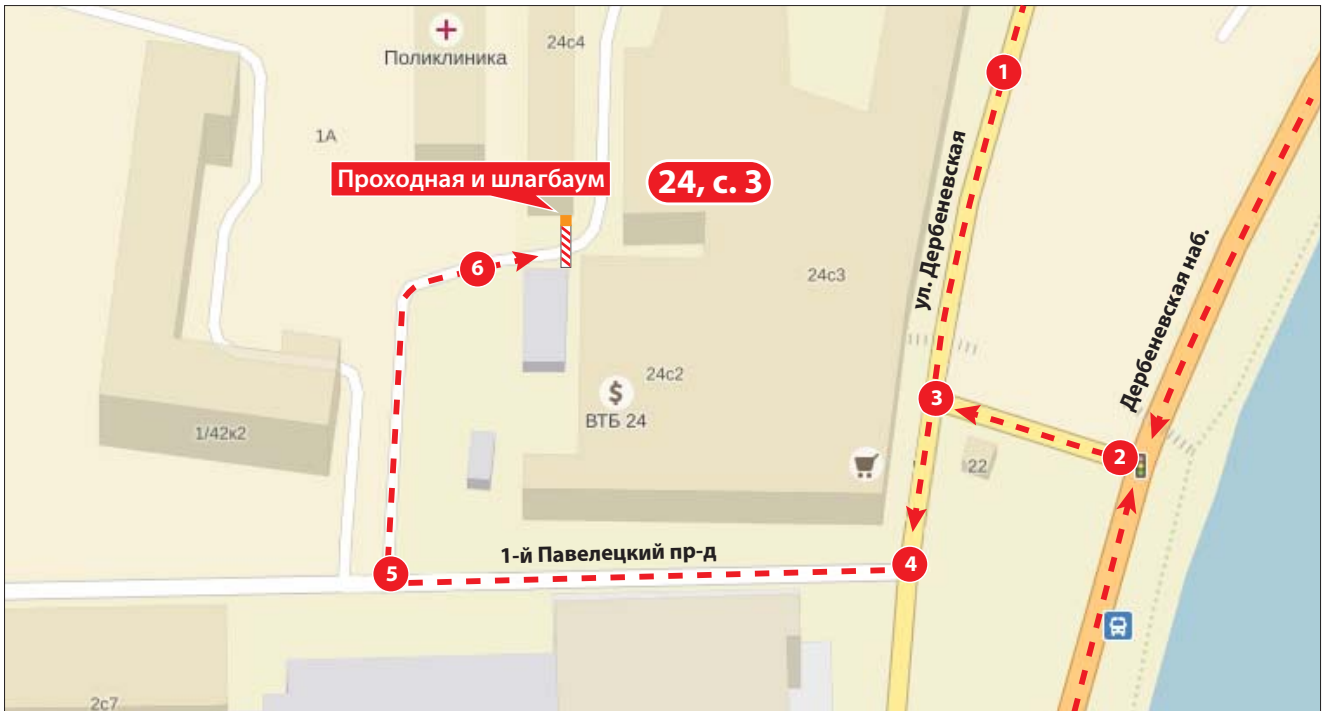 24с4
Поликлиника
1
1А
Проходная и шлагбаум
24, с. 3
ул. Дербеневская
Дербеневская наб.
6
24с3
24с2
$
ВТБ 24
3
1/42к2
2
22
1-й Павелецкий пр-д
4
5
2с7